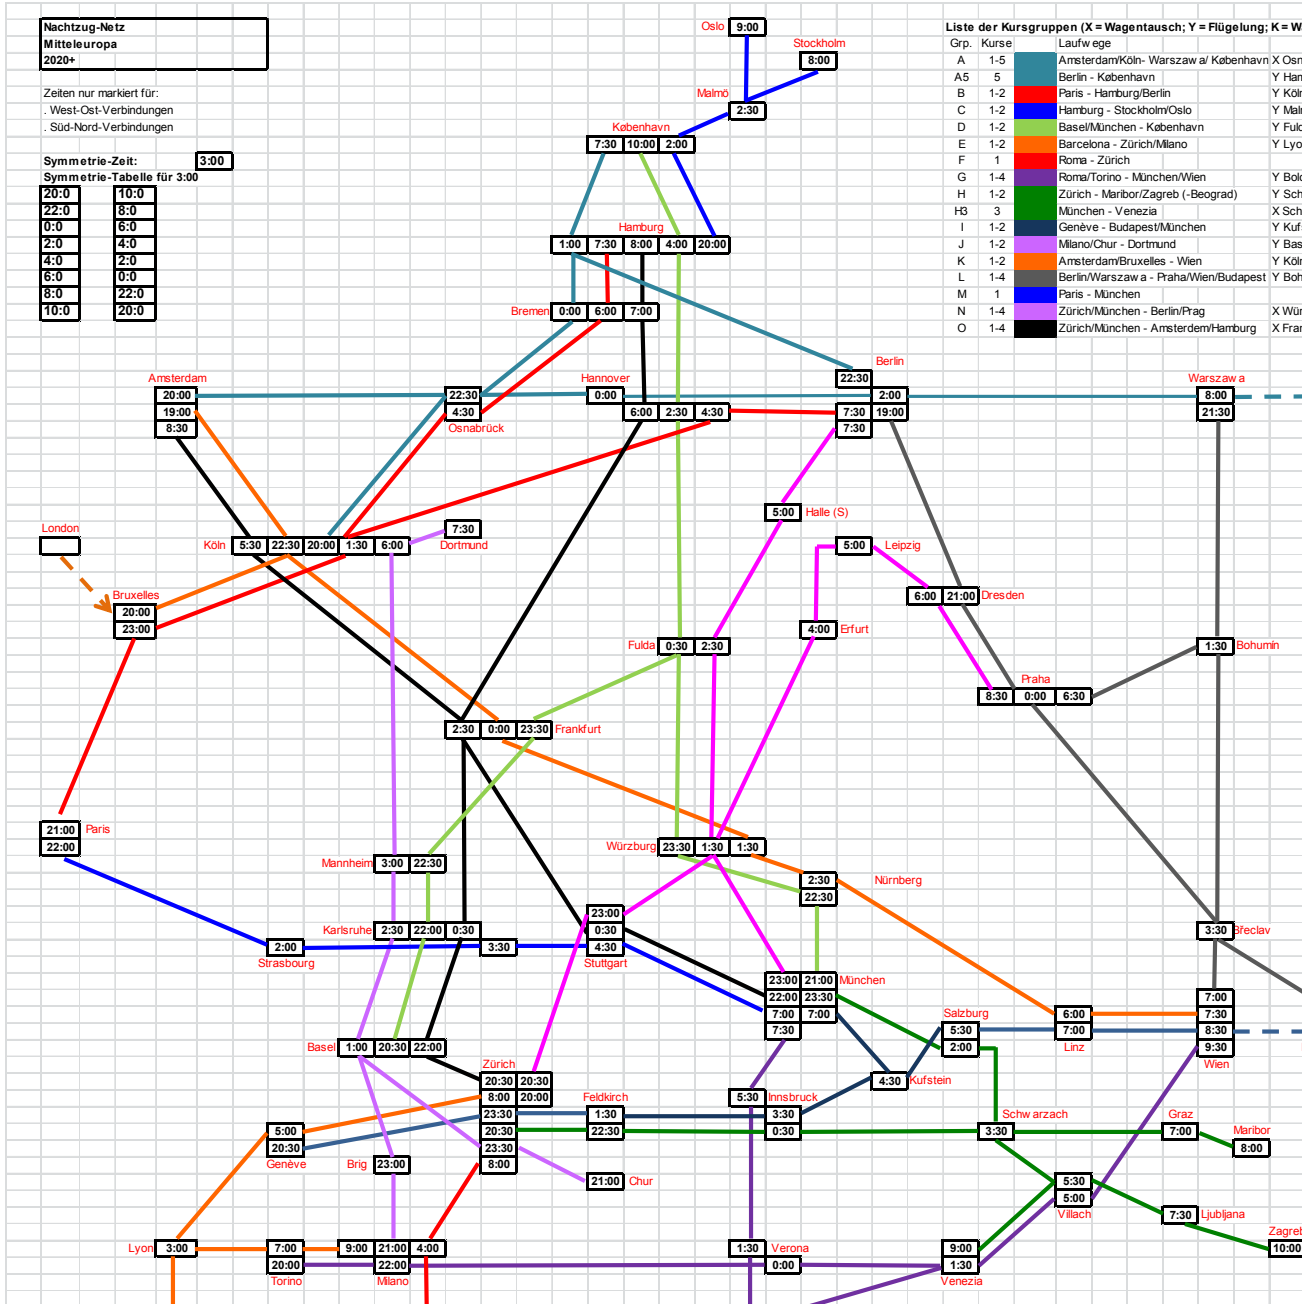 Nachtzug-Netz
Mitteleuropa
2020+
Zeiten nur markiert für:
. West-Ost-Verbindungen
. Süd-Nord-Verbindungen
Symmetrie-Zeit: 3:00
Symmetrie-Tabelle für 3:00
20:0 10:0
22:0 8:0
0:0 6:0
2:0 4:0
4:0 2:0
6:0 0:0
8:0 22:0
10:0 20:0
Liste der Kursgruppen (X = Wagentausch; Y = Flügelung; K = W
Grp. Kurse Laufwege
A 1-5 Amsterdam/Köln- Warszawa/ København X Osn
A5 5 Berlin - København Y Ham
B 1-2 Paris - Hamburg/Berlin Y Köln
C 1-2 Hamburg - Stockholm/Oslo Y Maln
D 1-2 Basel/München - København Y Fuld
E 1-2 Barcelona - Zürich/Milano Y Lyo
F 1 Roma - Zürich
G 1-4 Roma/Torino - München/Wien Y Bolo
H 1-2 Zürich - Maribor/Zagreb (-Beograd) Y Sch
H3 3 München - Venezia X Sch
I 1-2 Genève - Budapest/München Y Kufs
J 1-2 Milano/Chur - Dortmund Y Bas
K 1-2 Amsterdam/Bruxelles - Wien Y Köln
L 1-4 Berlin/Warszawa - Praha/Wien/Budapest Y Boh
M 1 Paris - München
N 1-4 Zürich/München - Berlin/Prag X Wür
O 1-4 Zürich/München - Amsterdem/Hamburg X Fran
Oslo 9:00
Stockholm
8:00
Malmö
2:30
København
7:30 10:00 2:00
Hamburg
1:00 7:30 8:00 4:00 20:00
Bremen 0:00 6:00 7:00
Berlin
22:30
2:00
7:30 19:00
7:30
Amsterdam
20:00
19:00
8:30
22:30
4:30
Osnabrück
Hannover
0:00
6:00 2:30 4:30
Warszawa
8:00
21:30
Halle (S)
5:00
London
Köln 5:30 22:30 20:00 1:30 6:00
7:30
Dortmund
5:00 Leipzig
Bruxelles
20:00
23:00
6:00 21:00 Dresden
4:00 Erfurt
Fulda 0:30 2:30
1:30 Bohumín
Praha
8:30 0:00 6:30
2:30 0:00 23:30 Frankfurt
21:00 Paris
22:00
Würzburg 23:30 1:30 1:30
Mannheim 3:00 22:30
2:30 Nürnberg
22:30
23:00
0:30
4:30
Stuttgart
Karlsruhe 2:30 22:00 0:30
3:30
2:00
Strasbourg
3:30 Břeclav
23:00 21:00 München
22:00 23:30
7:00 7:00
7:30
Salzburg
5:30
2:00
6:00
7:00
Linz
7:00
7:30
8:30
9:30
Wien
Basel 1:00 20:30 22:00
Zürich
20:30 20:30
8:00 20:00
23:30
20:30
23:30
8:00
4:30
Kufstein
Feldkirch
1:30
22:30
5:30 Innsbruck
3:30
0:30
Schwarzach
3:30
Graz
7:00
Maribor
8:00
5:00
20:30
Genève
Brig 23:00
21:00 Chur
5:30
5:00
Villach
7:30 Ljubljana
Zagreb
10:00
Lyon 3:00
7:00
20:00
Torino
9:00 21:00 4:00
22:00
Milano
1:30 Verona
0:00
9:00
1:30
Venezia